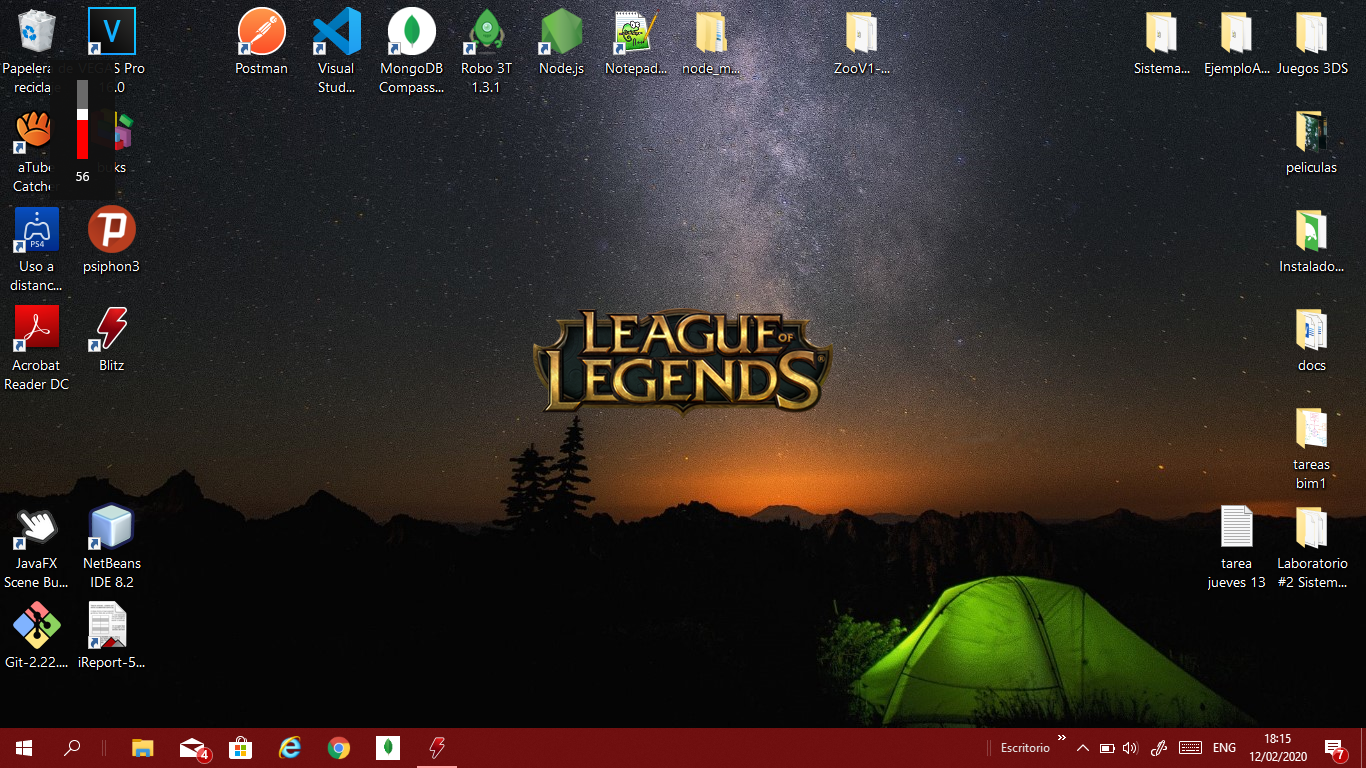 Papelera de
reciclaje
VEGAS Pro
16.0
Postman
Visual
Stud...
MongoDB
Compass...
Robo 3T
1.3.1
Node.js
Notepad...
node_m...
ZooV1-...
Sistema...
EjemploA...
Juegos 3DS
aTube
Catcher
buks
56
peliculas
PS4
Uso a
distanc...
psiphon3
Instalado...
Acrobat
Reader DC
Blitz
LEAGUE OF
LEGENDS
®
docs
tareas
bim1
JavaFX
Scene Bu...
NetBeans
IDE 8.2
tarea
jueves 13
Laboratorio
#2 Sistem...
Git-2.22....
iReport-5...
4
Escritorio
ENG
18:15
12/02/2020
7